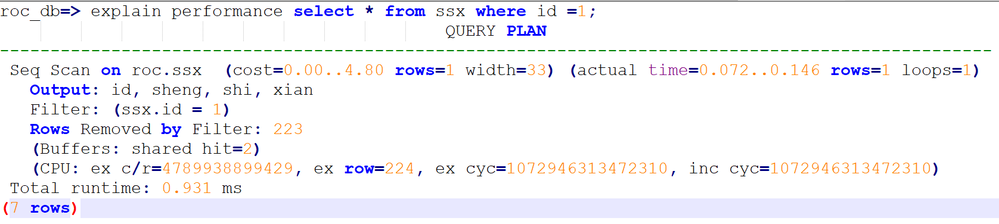 roc_db=> explain performance select * from ssx where id =1;
QUERY PLAN
----------------------------------------------------------------------------------------------------
Seq Scan on roc.ssx  (cost=0.00..4.80 rows=1 width=33) (actual time=0.072..0.146 rows=1 loops=1)
Output: id, sheng, shi, xian
Filter: (ssx.id = 1)
Rows Removed by Filter: 223
(Buffers: shared hit=2)
(CPU: ex c/r=4789938899429, ex row=224, ex cyc=1072946313472310, inc cyc=1072946313472310)
Total runtime: 0.931 ms
(7 rows)